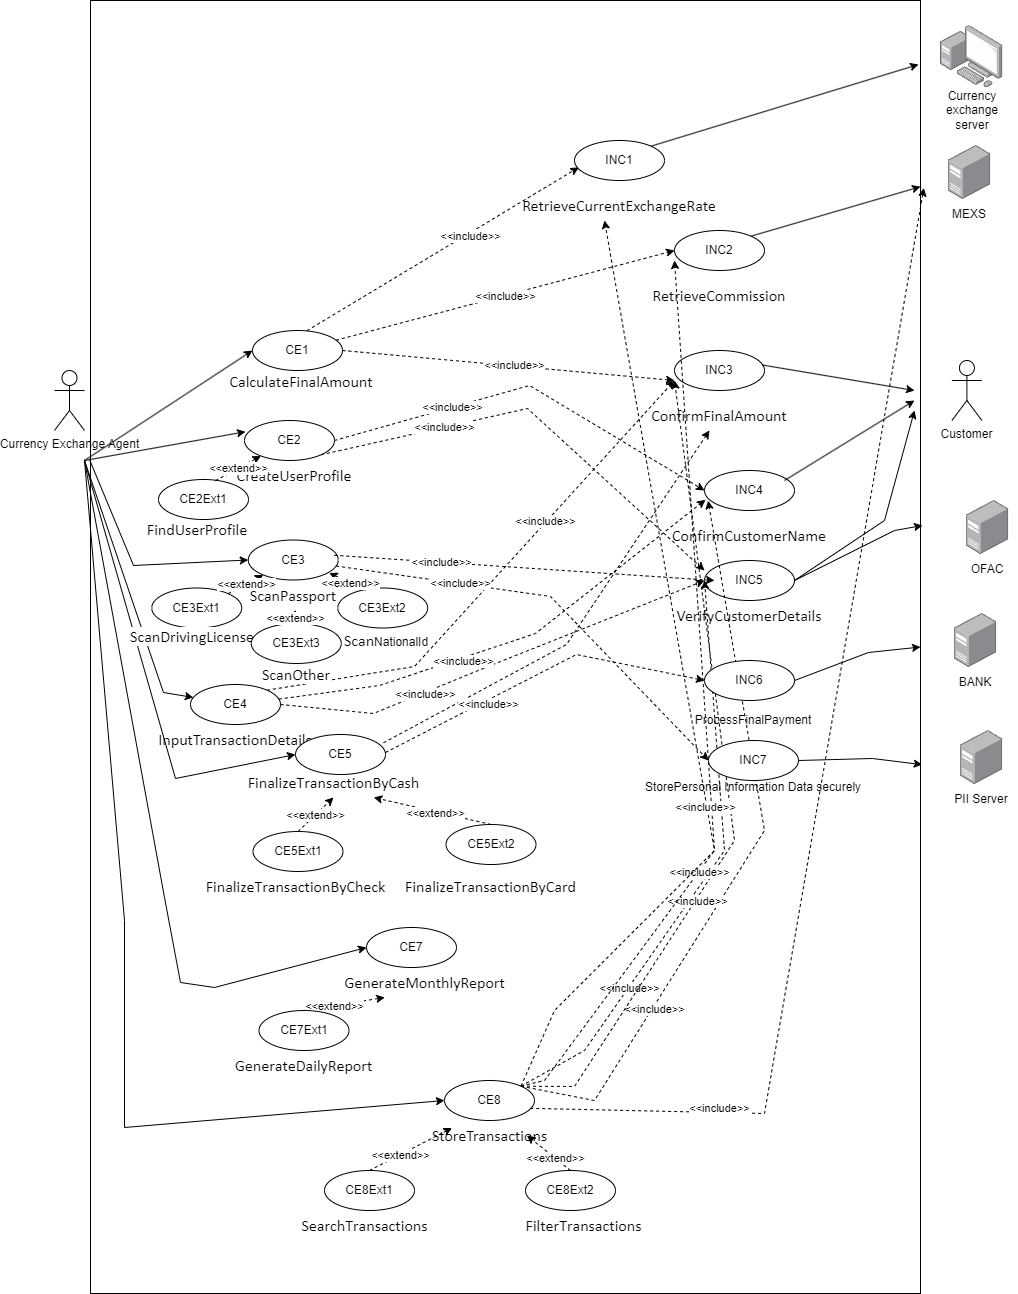 Currency
exchange
server
INC1
MEXS
RetrieveCurrentExchangeRate
<<include>>
INC2
<<include>>
RetrieveCommission
CE1
<<include>>
INC3
CalculateFinalAmount
<<include>>
ConfirmFinalAmount
<<include>>
Customer
Currency Exchange Agent
CE2
<<extend>>
CreateUserProfile
INC4
CE2Ext1
FindUserProfile
<<include>>
ConfirmCustomerName
CE3
<<include>>
OFAC
<<extend>>
<<extend>>
<<include>>
INC5
ScanPassport
CE3Ext1
CE3Ext2
<<extend>>
VerifyCustomerDetails
ScanDrivingLicense
CE3Ext3
ScanNationalId
<<include>>
ScanOther
INC6
BANK
<<include>>
CE4
<<include>>
ProcessFinalPayment
InputTransactionDetails
CE5
INC7
FinalizeTransactionByCash
StorePersonal Information Data securely
PII Server
<<include>>
<<extend>>
<<extend>>
CE5Ext1
CE5Ext2
<<include>>
FinalizeTransactionByCheck
FinalizeTransactionByCard
<<include>>
CE7
GenerateMonthlyReport
<<include>>
<<extend>>
<<include>>
CE7Ext1
GenerateDailyReport
CE8
<<include>>
StoreTransactions
<<extend>>
<<extend>>
CE8Ext1
CE8Ext2
SearchTransactions
FilterTransactions